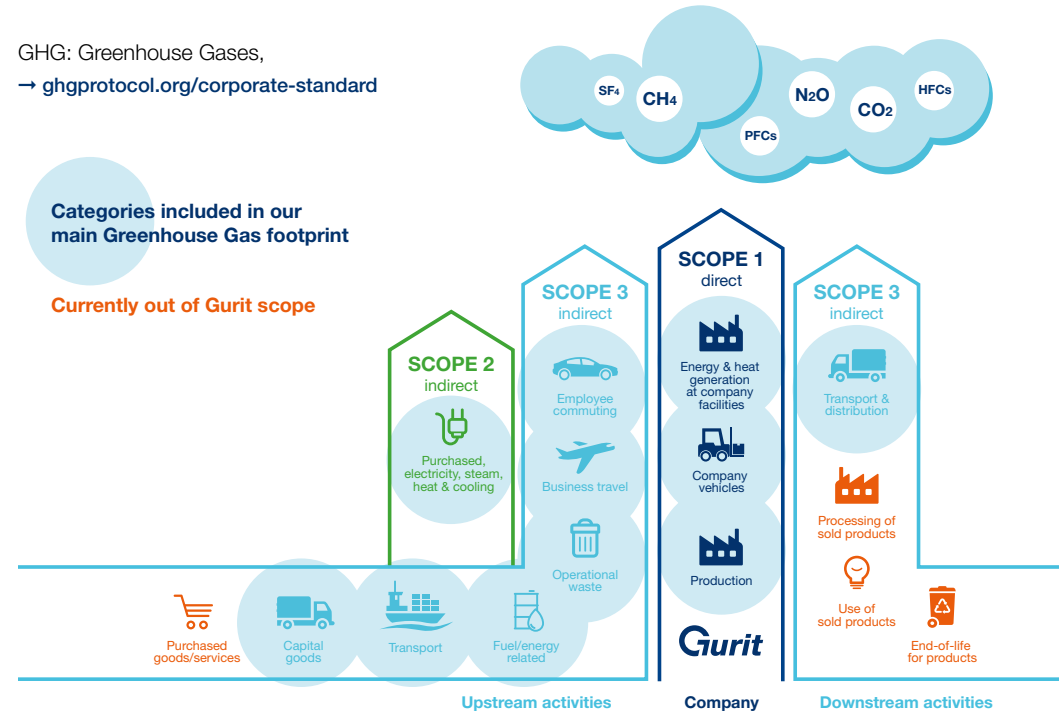 GHG: Greenhouse Gases,
→ ghgprotocol.org/corporate-standard
SF₄
CH₄
PFCs
N₂O
CO₂
HFCs
Categories included in our
main Greenhouse Gas footprint
Currently out of Gurit scope
SCOPE 2
indirect
Purchased,
electricity, steam,
heat & cooling
SCOPE 3
indirect
Employee
commuting
Business travel
Operational
waste
SCOPE 1
direct
Energy & heat
generation
at company
facilities
Company
vehicles
Production
Gurit
SCOPE 3
indirect
Transport &
distribution
Processing of
sold products
Use of
sold products
End-of-life
for products
Purchased
goods/services
Capital
goods
Transport
Fuel/energy
related
Upstream activities
Company
Downstream activities